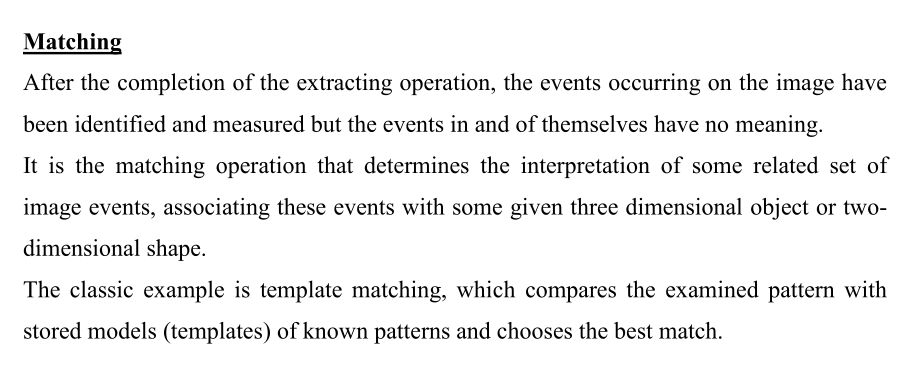 Matching
After the completion of the extracting operation, the events occurring on the image have
been identified and measured but the events in and of themselves have no meaning.
It is the matching operation that determines the interpretation of some related set of
image events, associating these events with some given three dimensional object or two-
dimensional shape.
The classic example is template matching, which compares the examined pattern with
stored models (templates) of known patterns and chooses the best match.